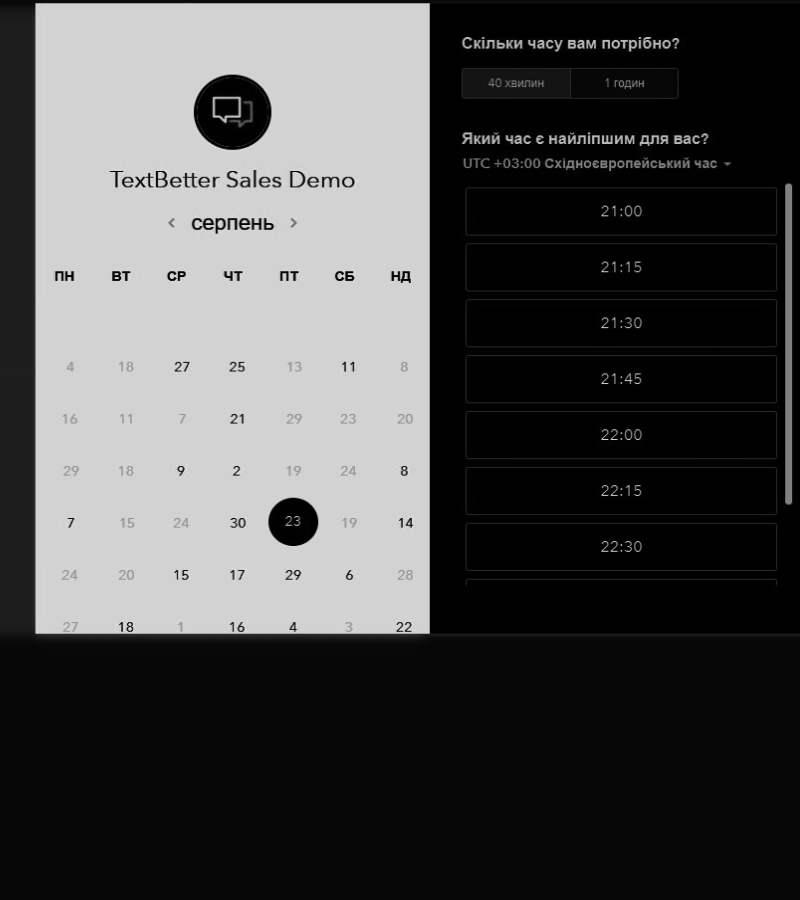 TextBetter Sales Demo
серпень
ПН ВТ СР ЧТ ПТ СБ НД
4 18 27 25 13 11 8
16 11 7 21 29 23 20
29 18 9 2 19 24 8
7 15 24 30 23 19 14
24 20 15 17 29 6 28
27 18 1 16 4 3 22
Скільки часу вам потрібно?
40 хвилин 1 годин
Який час є найліпшим для вас?
UTC +03:00 Східноєвропейський час
21:00
21:15
21:30
21:45
22:00
22:15
22:30